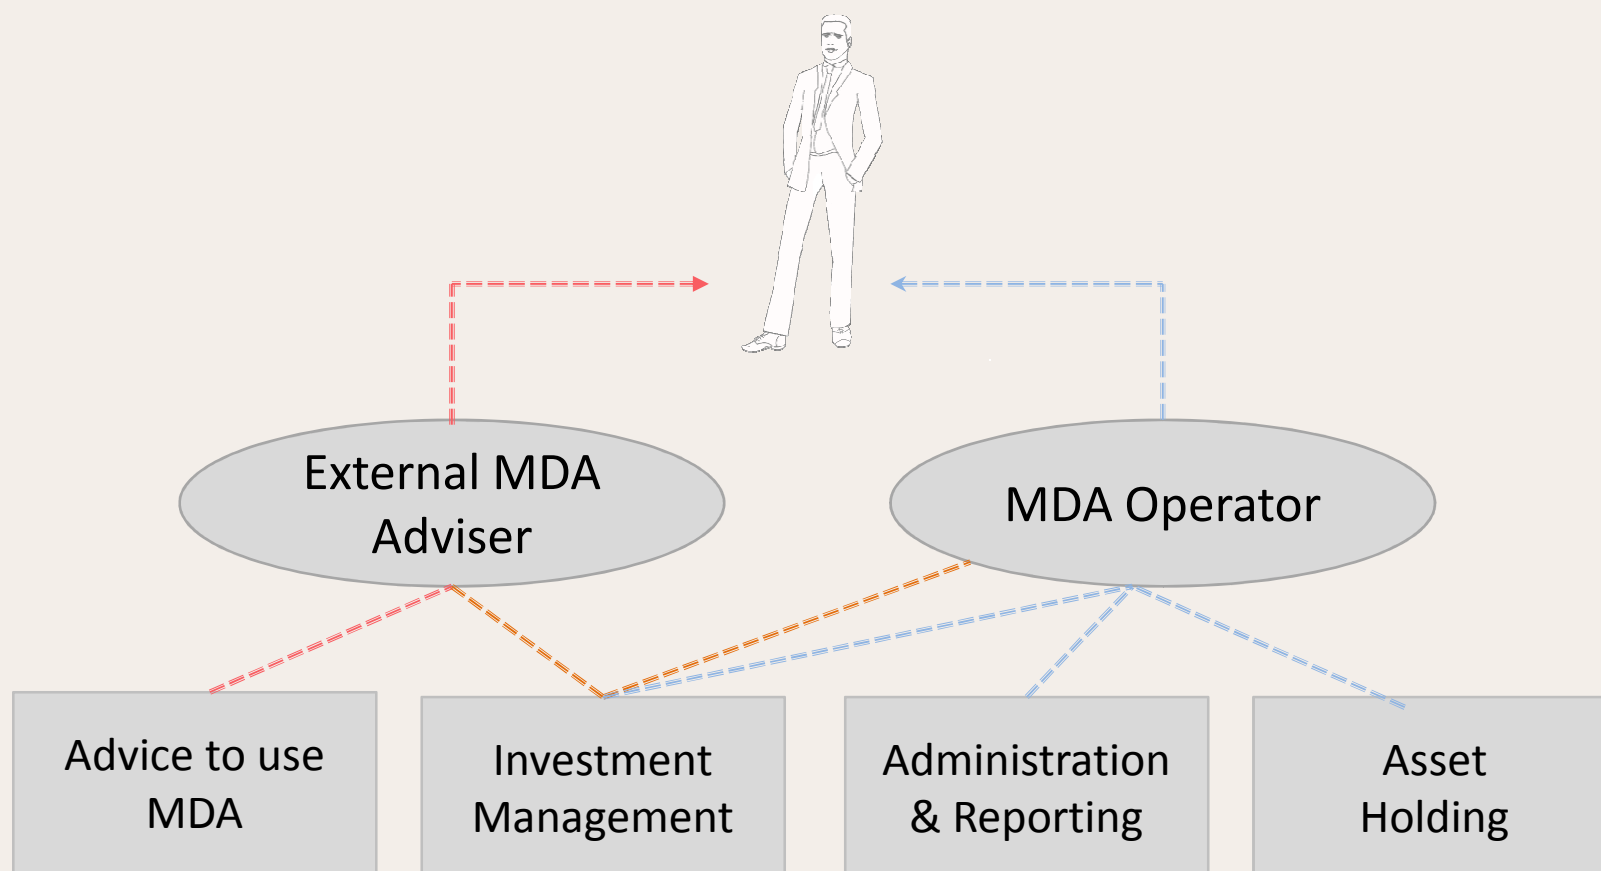 External MDA
Adviser
MDA Operator
Advice to use
MDA
Investment
Management
Administration
& Reporting
Asset
Holding